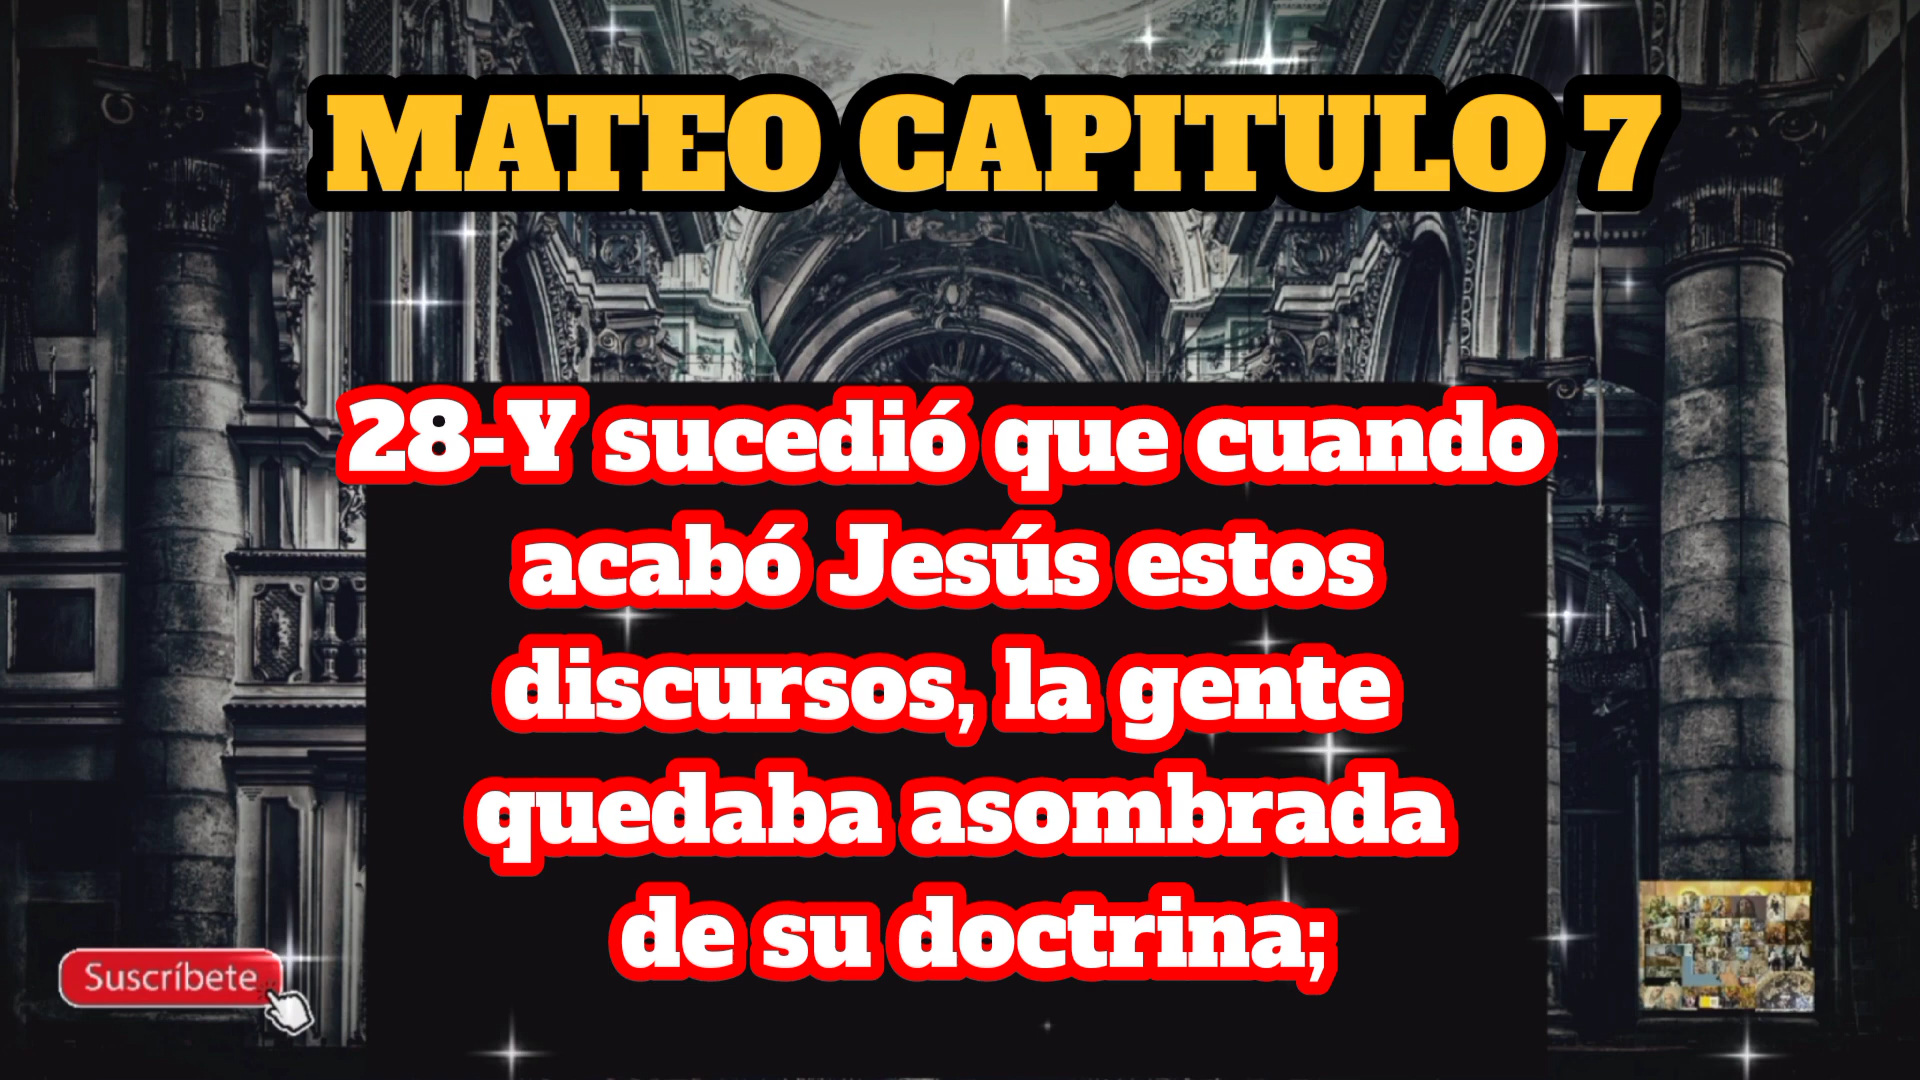 MATEO CAPITULO 7
28-Y sucedió que cuando
acabó Jesús estos
discursos, la gente
quedaba asombrada
de su doctrina;
Suscríbete